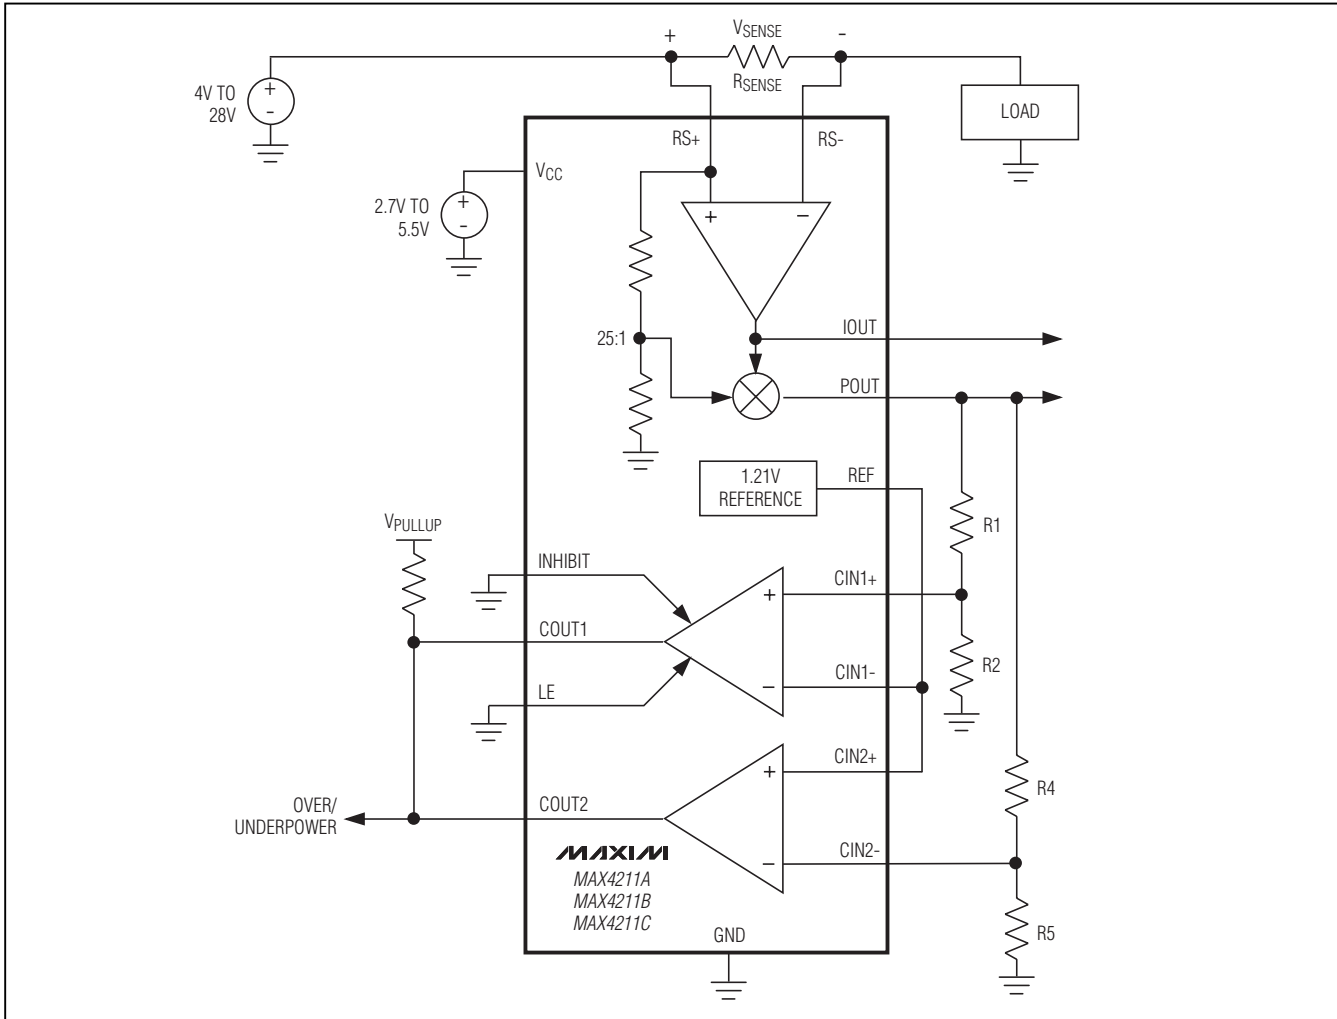 + VSENSE -
RSENSE
4V TO
28V
+
-
LOAD
RS+
RS-
VCC
2.7V TO
5.5V
+
-
+ −
25:1
IOUT
POUT
1.21V
REFERENCE
REF
R1
VPULLUP
INHIBIT
CIN1+
+
COUT1
R2
CIN1-
−
LE
CIN2+
+
R4
COUT2
OVER/
UNDERPOWER
CIN2-
−
MAXIM
MAX4211A
MAX4211B
MAX4211C
R5
GND